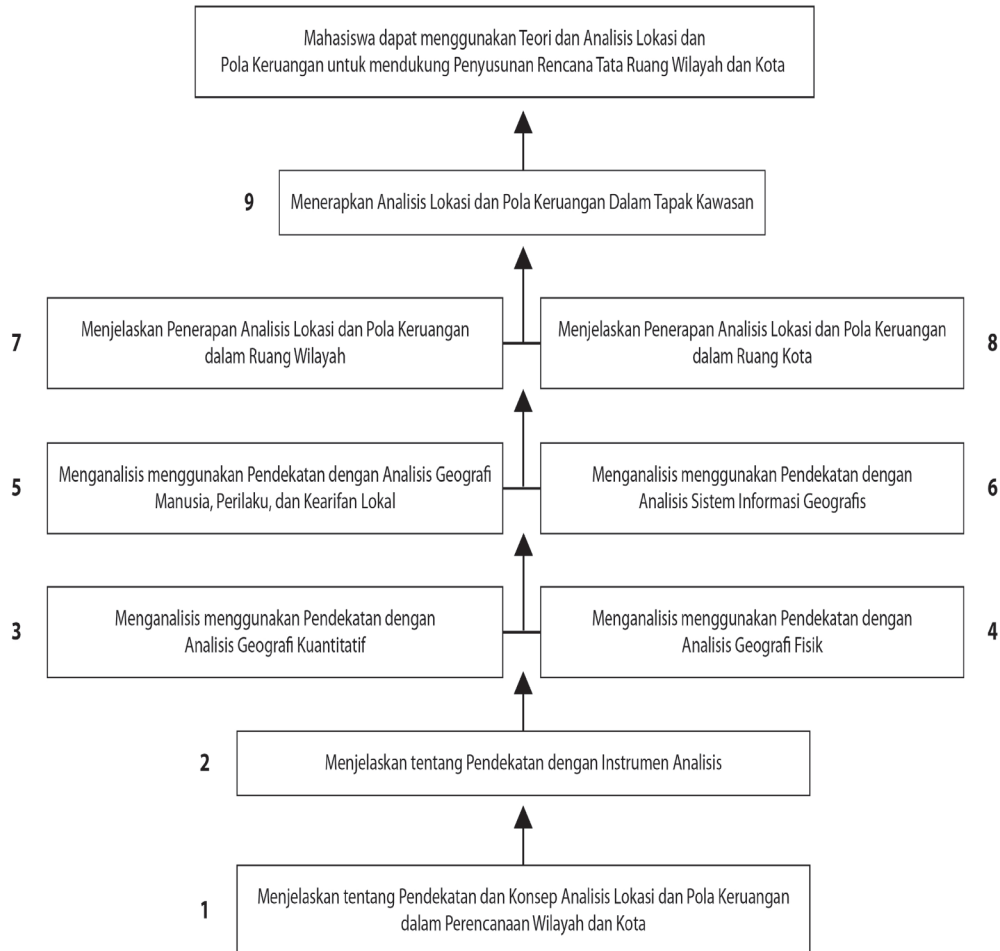 Mahasiswa dapat menggunakan Teori dan Analisis Lokasi dan
Pola Keruangan untuk mendukung Penyusunan Rencana Tata Ruang Wilayah dan Kota
9
Menerapkan Analisis Lokasi dan Pola Keruangan Dalam Tapak Kawasan
7
Menjelaskan Penerapan Analisis Lokasi dan Pola Keruangan
dalam Ruang Wilayah
Menjelaskan Penerapan Analisis Lokasi dan Pola Keruangan
dalam Ruang Kota
8
5
Menganalisis menggunakan Pendekatan dengan Analisis Geografi
Manusia, Perilaku, dan Kearifan Lokal
Menganalisis menggunakan Pendekatan dengan
Analisis Sistem Informasi Geografis
6
3
Menganalisis menggunakan Pendekatan dengan
Analisis Geografi Kuantitatif
Menganalisis menggunakan Pendekatan dengan
Analisis Geografi Fisik
4
2
Menjelaskan tentang Pendekatan dengan Instrumen Analisis
1
Menjelaskan tentang Pendekatan dan Konsep Analisis Lokasi dan Pola Keruangan
dalam Perencanaan Wilayah dan Kota